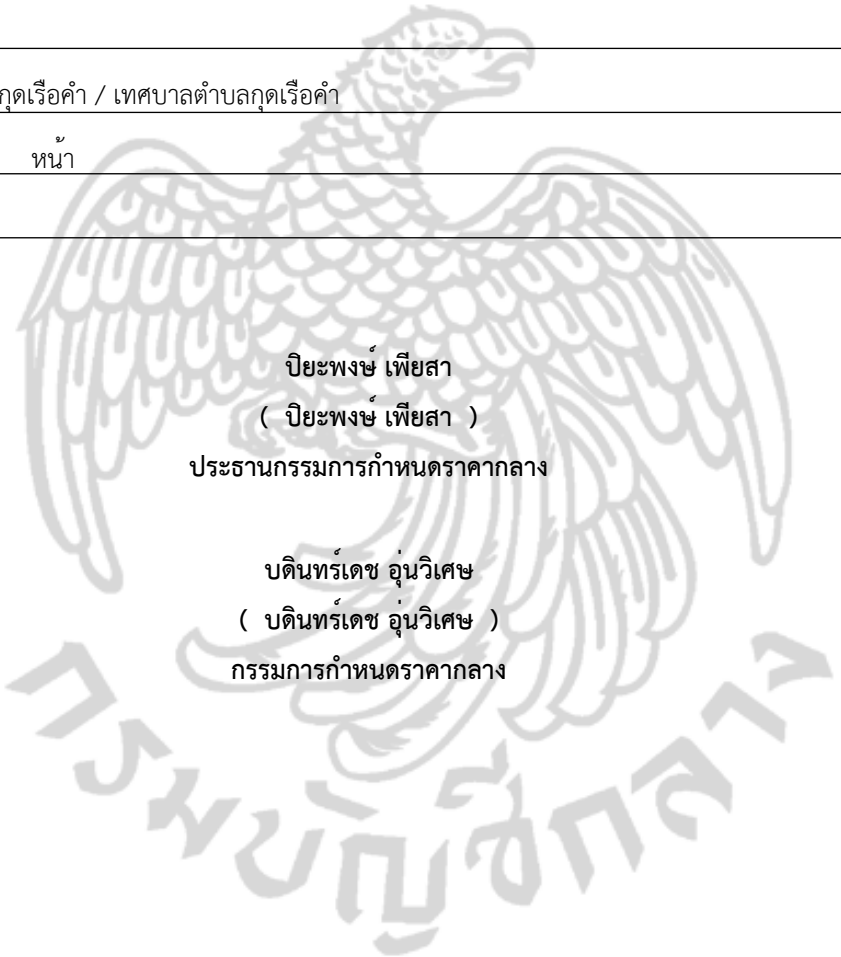 กุดเรือคำ / เทศบาลตำบลกุดเรือคำ
หน้า
ปิยะพงษ์ เพียสา
( ปิยะพงษ์ เพียสา )
ประธานกรรมการกำหนดราคากลาง
บดินทร์เดช อุ่นวิเศษ
( บดินทร์เดช อุ่นวิเศษ )
กรรมการกำหนดราคากลาง
กรมบัญชีกลาง